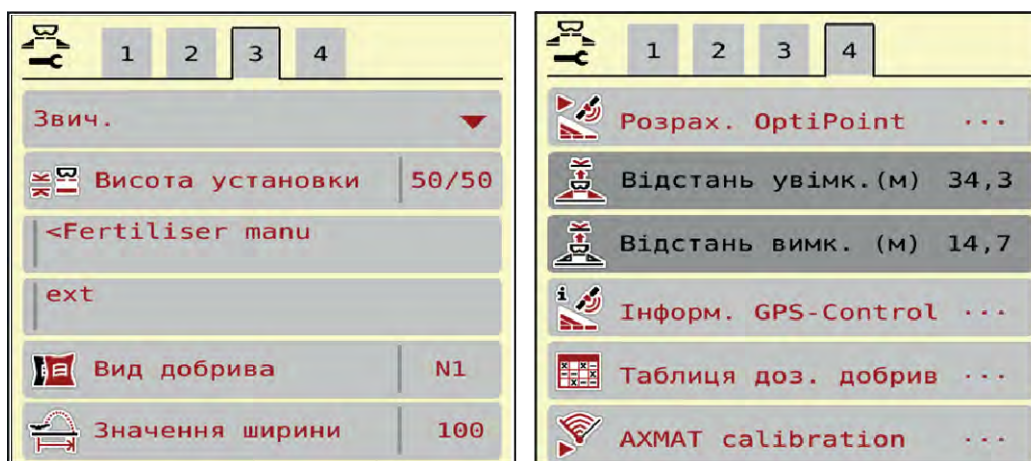 1 2 3 4
Звич.
Висота установки 50/50
<Fertiliser manu
ext
Вид добрива N1
Значення ширини 100
1 2 3 4
Розрах. OptiPoint ...
Відстань увімк.(м) 34,3
Відстань вимк. (м) 14,7
Інформ. GPS-Control ...
Таблиця доз. добрив ...
AXMAT calibration ...